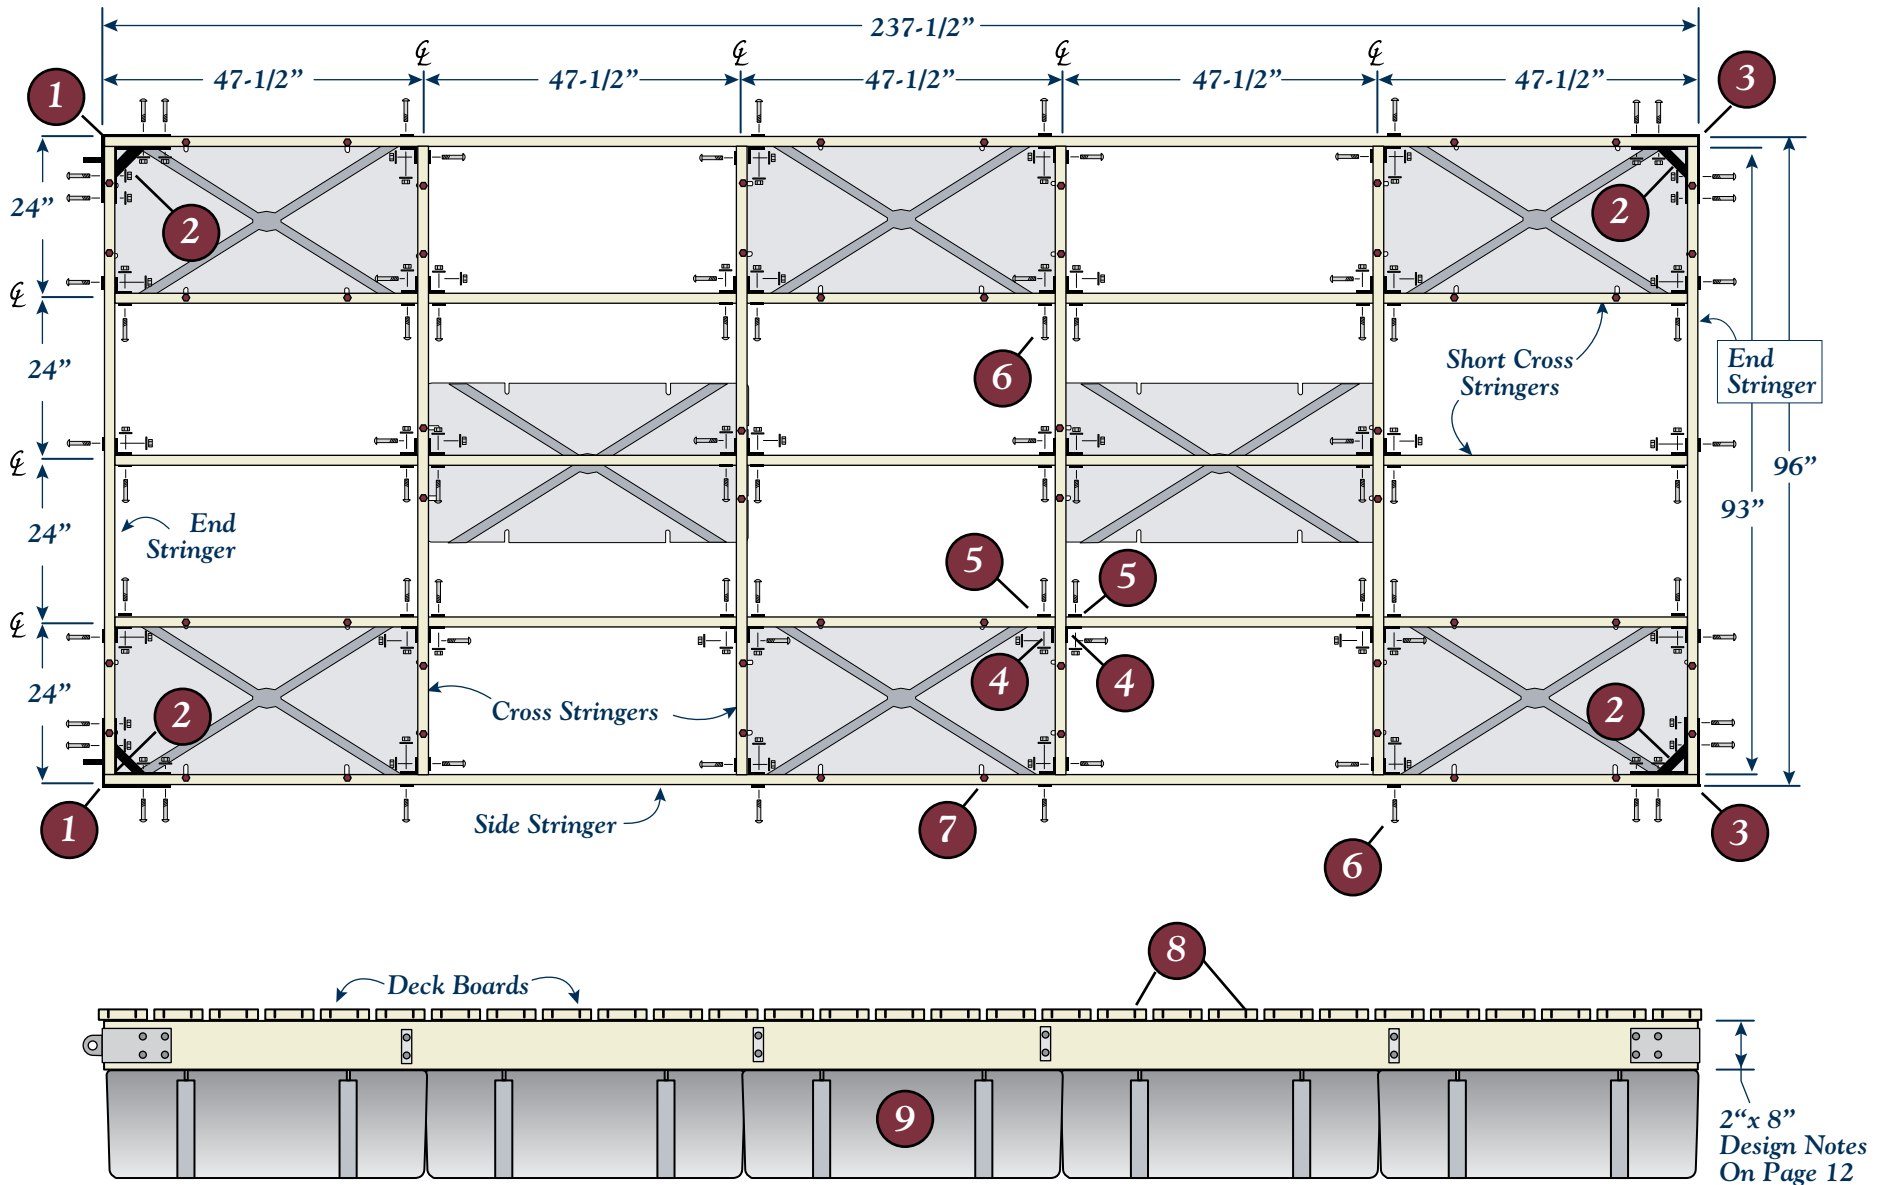 237-1/2”
℄ ℄ ℄ ℄
47-1/2” 47-1/2” 47-1/2” 47-1/2” 47-1/2”
1
3
2
2
24”
℄
6
24”
Short Cross
Stringers
End
Stringer
℄
96”
93”
24”
End
Stringer
5
5
℄
4
4
24”
2
2
Cross Stringers
Side Stringer
1
7
3
6
8
Deck Boards
9
2“x 8”
Design Notes
On Page 12